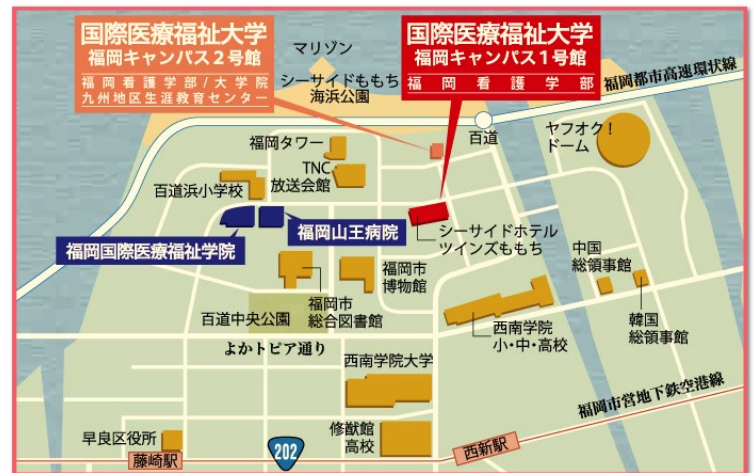 国際医療福祉大学
福岡キャンパス2号館
福岡看護学部/大学院
九州地区生涯教育センター
マリゾン
シーサイドももち
海浜公園
国際医療福祉大学
福岡キャンパス1号館
福岡看護学部
福岡都市高速環状線
百道
ヤフオク!
ドーム
福岡タワー
TNC
放送会館
百道浜小学校
福岡国際医療福祉学院
福岡山王病院
シーサイドホテル
ツインズももち
中国
総領事館
韓国
総領事館
福岡市
博物館
福岡市
総合図書館
百道中央公園
よかトピア通り
西南学院
小・中・高校
西南学院大学
福岡市営地下鉄空港線
修猷館
高校
早良区役所
藤崎駅
202
西新駅